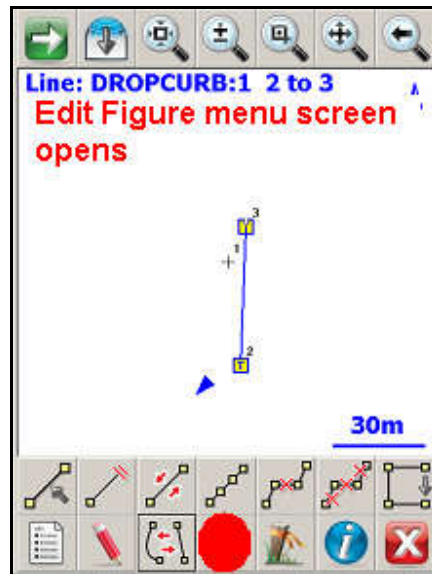 Line: DROPCURB:1 2 to 3
Edit Figure menu screen
opens
3
1
2
T
30m